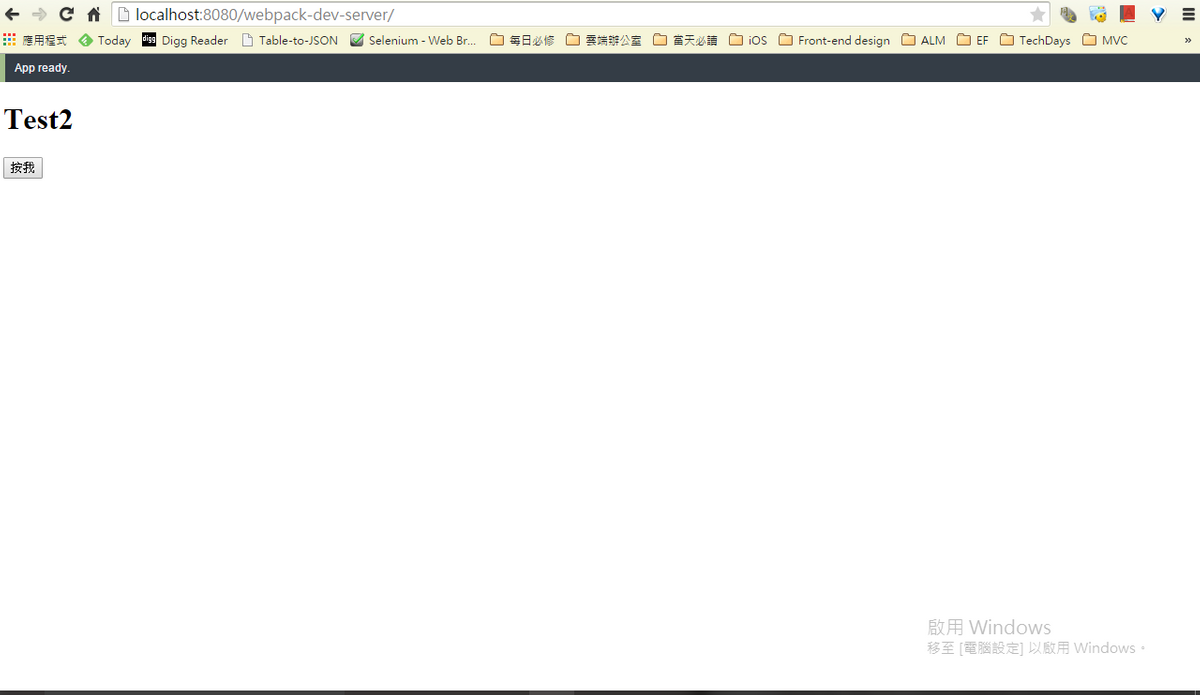 localhost:8080/webpack-dev-server/
應用程式 Today digg Digg Reader Table-to-JSON Selenium - Web Br... 每日必修 雲端辦公室 當天必讀 iOS Front-end design ALM EF TechDays MVC »
App ready.
Test2
按我
啟用 Windows
移至 [電腦設定] 以啟用 Windows。